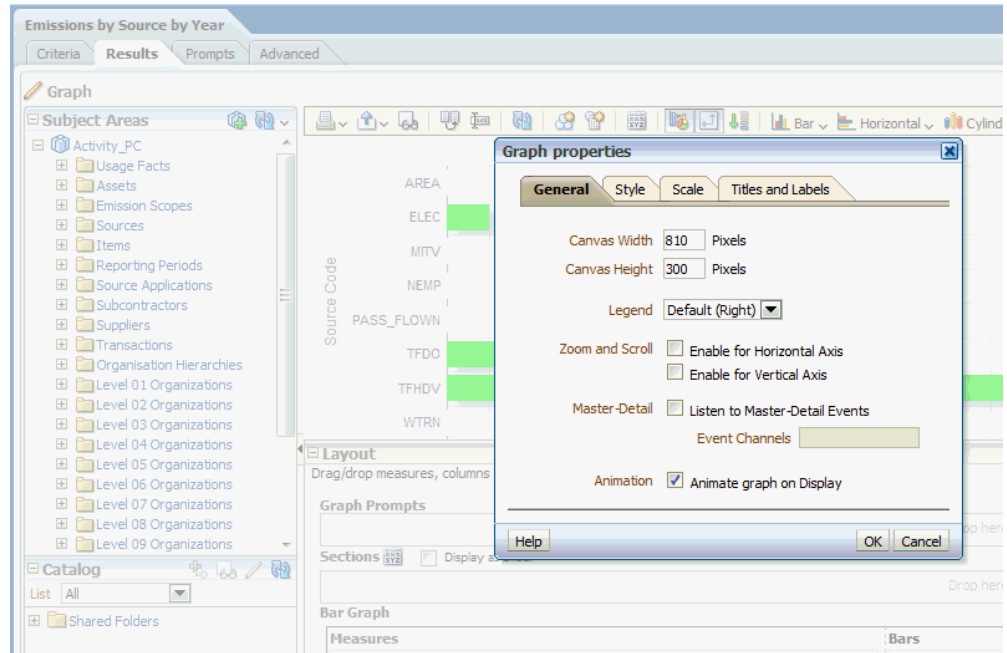 Emissions by Source by Year
Criteria Results Prompts Advanced
Graph
Subject Areas
Activity_PC
Usage Facts
Assets
Emission Scopes
Sources
Items
Reporting Periods
Source Applications
Subcontractors
Suppliers
Transactions
Organisation Hierarchies
Level 01 Organizations
Level 02 Organizations
Level 03 Organizations
Level 04 Organizations
Level 05 Organizations
Level 06 Organizations
Level 07 Organizations
Level 08 Organizations
Level 09 Organizations
Catalog
List All
Shared Folders
Bar Horizontal Cylind
Source Code
AREA
ELEC
MITV
NEMP
PASS_FLOWN
TFDO
TFHDV
WTRN
Graph properties
General Style Scale Titles and Labels
Canvas Width 810 Pixels
Canvas Height 300 Pixels
Legend Default (Right)
Zoom and Scroll Enable for Horizontal Axis
Enable for Vertical Axis
Master-Detail Listen to Master-Detail Events
Event Channels
Animation Animate graph on Display
Help OK Cancel
Layout
Drag/drop measures, columns
Graph Prompts
op here
Sections Display as
Drop here
Bar Graph
Measures Bars